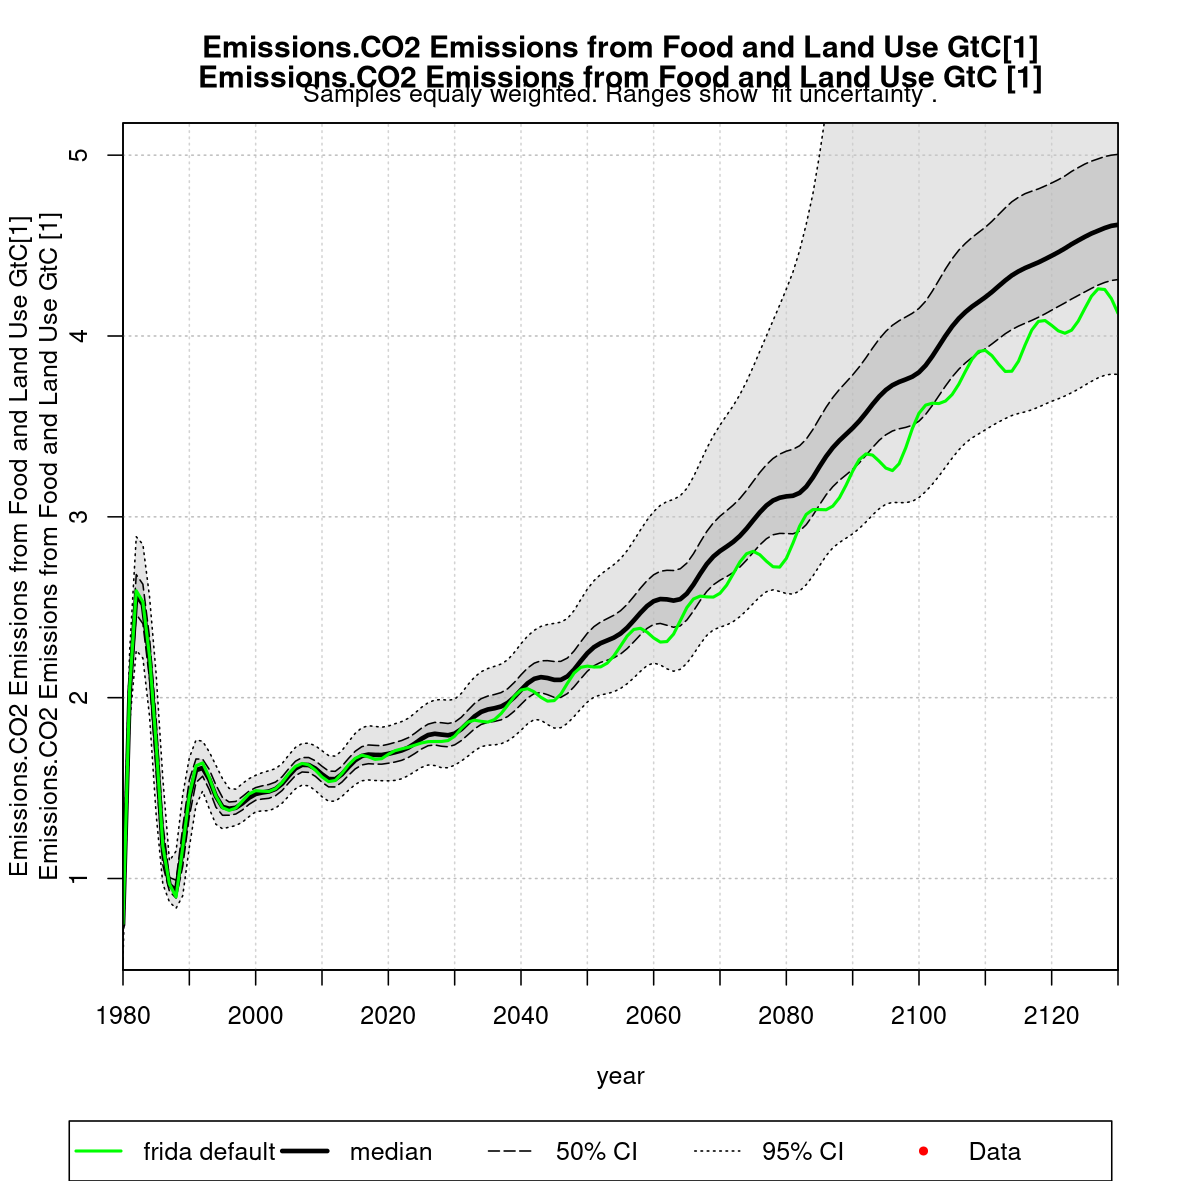 Emissions.CO2 Emissions from Food and Land Use GtC[1]
Emissions.CO2 Emissions from Food and Land Use GtC [1]
Samples equaly weighted. Ranges show  fit uncertainty .
Emissions.CO2 Emissions from Food and Land Use GtC[1]
Emissions.CO2 Emissions from Food and Land Use GtC [1]
5
4
3
2
1
1980 2000 2020 2040 2060 2080 2100 2120
year
frida default median 50% CI 95% CI Data